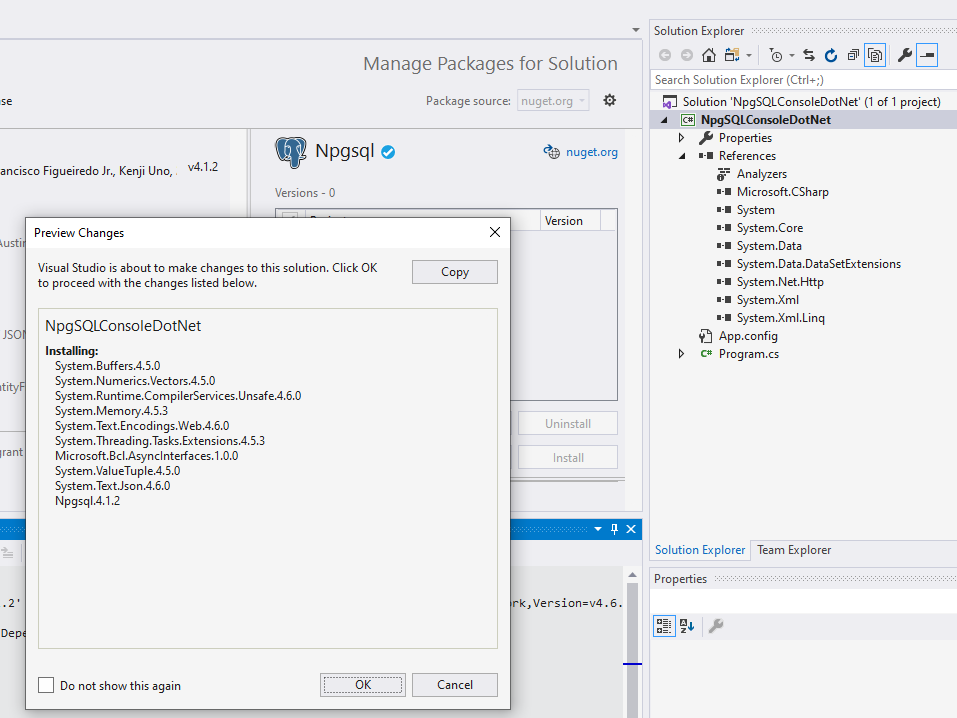 Manage Packages for Solution
Package source: nuget.org
Npgsql
nuget.org
v4.1.2
ancisco Figueiredo Jr., Kenji Uno,
Versions - 0
Version
Preview Changes
Visual Studio is about to make changes to this solution. Click OK
to proceed with the changes listed below.
Copy
NpgSQLConsoleDotNet
Installing:
System.Buffers.4.5.0
System.Numerics.Vectors.4.5.0
System.Runtime.CompilerServices.Unsafe.4.6.0
System.Memory.4.5.3
System.Text.Encodings.Web.4.6.0
System.Threading.Tasks.Extensions.4.5.3
Microsoft.Bcl.AsyncInterfaces.1.0.0
System.ValueTuple.4.5.0
System.Text.Json.4.6.0
Npgsql.4.1.2
Do not show this again
OK
Cancel
Uninstall
Install
se
Austin
JSON
ntityF
grant
.2'
rk,Version=v4.6.
Depe
Solution Explorer
Search Solution Explorer (Ctrl+;)
Solution 'NpgSQLConsoleDotNet' (1 of 1 project)
C# NpgSQLConsoleDotNet
Properties
References
Analyzers
Microsoft.CSharp
System
System.Core
System.Data
System.Data.DataSetExtensions
System.Net.Http
System.Xml
System.Xml.Linq
App.config
C# Program.cs
Solution Explorer
Team Explorer
Properties